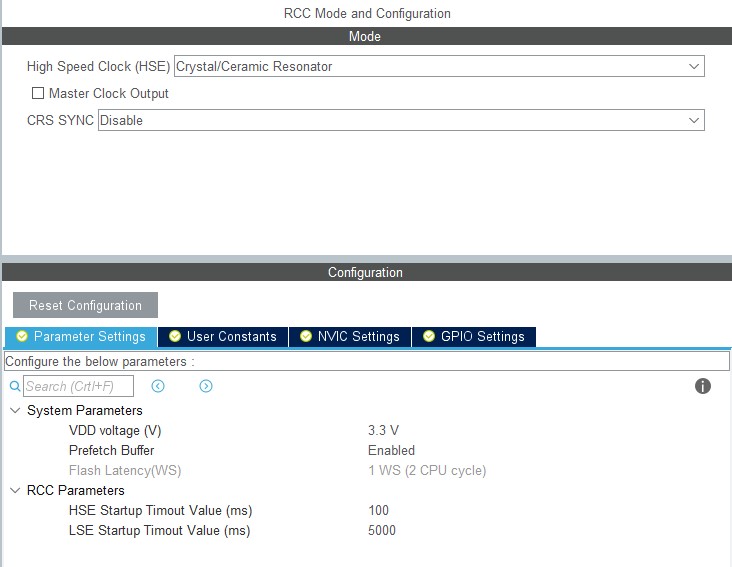 RCC Mode and Configuration
Mode
High Speed Clock (HSE) Crystal/Ceramic Resonator
Master Clock Output
CRS SYNC Disable
Configuration
Reset Configuration
Parameter Settings User Constants NVIC Settings GPIO Settings
Configure the below parameters :
Search (Crtl+F)
System Parameters
VDD voltage (V) 3.3 V
Prefetch Buffer Enabled
Flash Latency(WS) 1 WS (2 CPU cycle)
RCC Parameters
HSE Startup Timout Value (ms) 100
LSE Startup Timout Value (ms) 5000